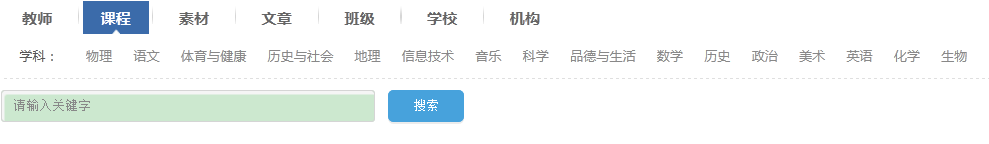 教师 课程 素材 文章 班级 学校 机构
学科： 物理 语文 体育与健康 历史与社会 地理 信息技术 音乐 科学 品德与生活 数学 历史 政治 美术 英语 化学 生物
请输入关键字 搜索